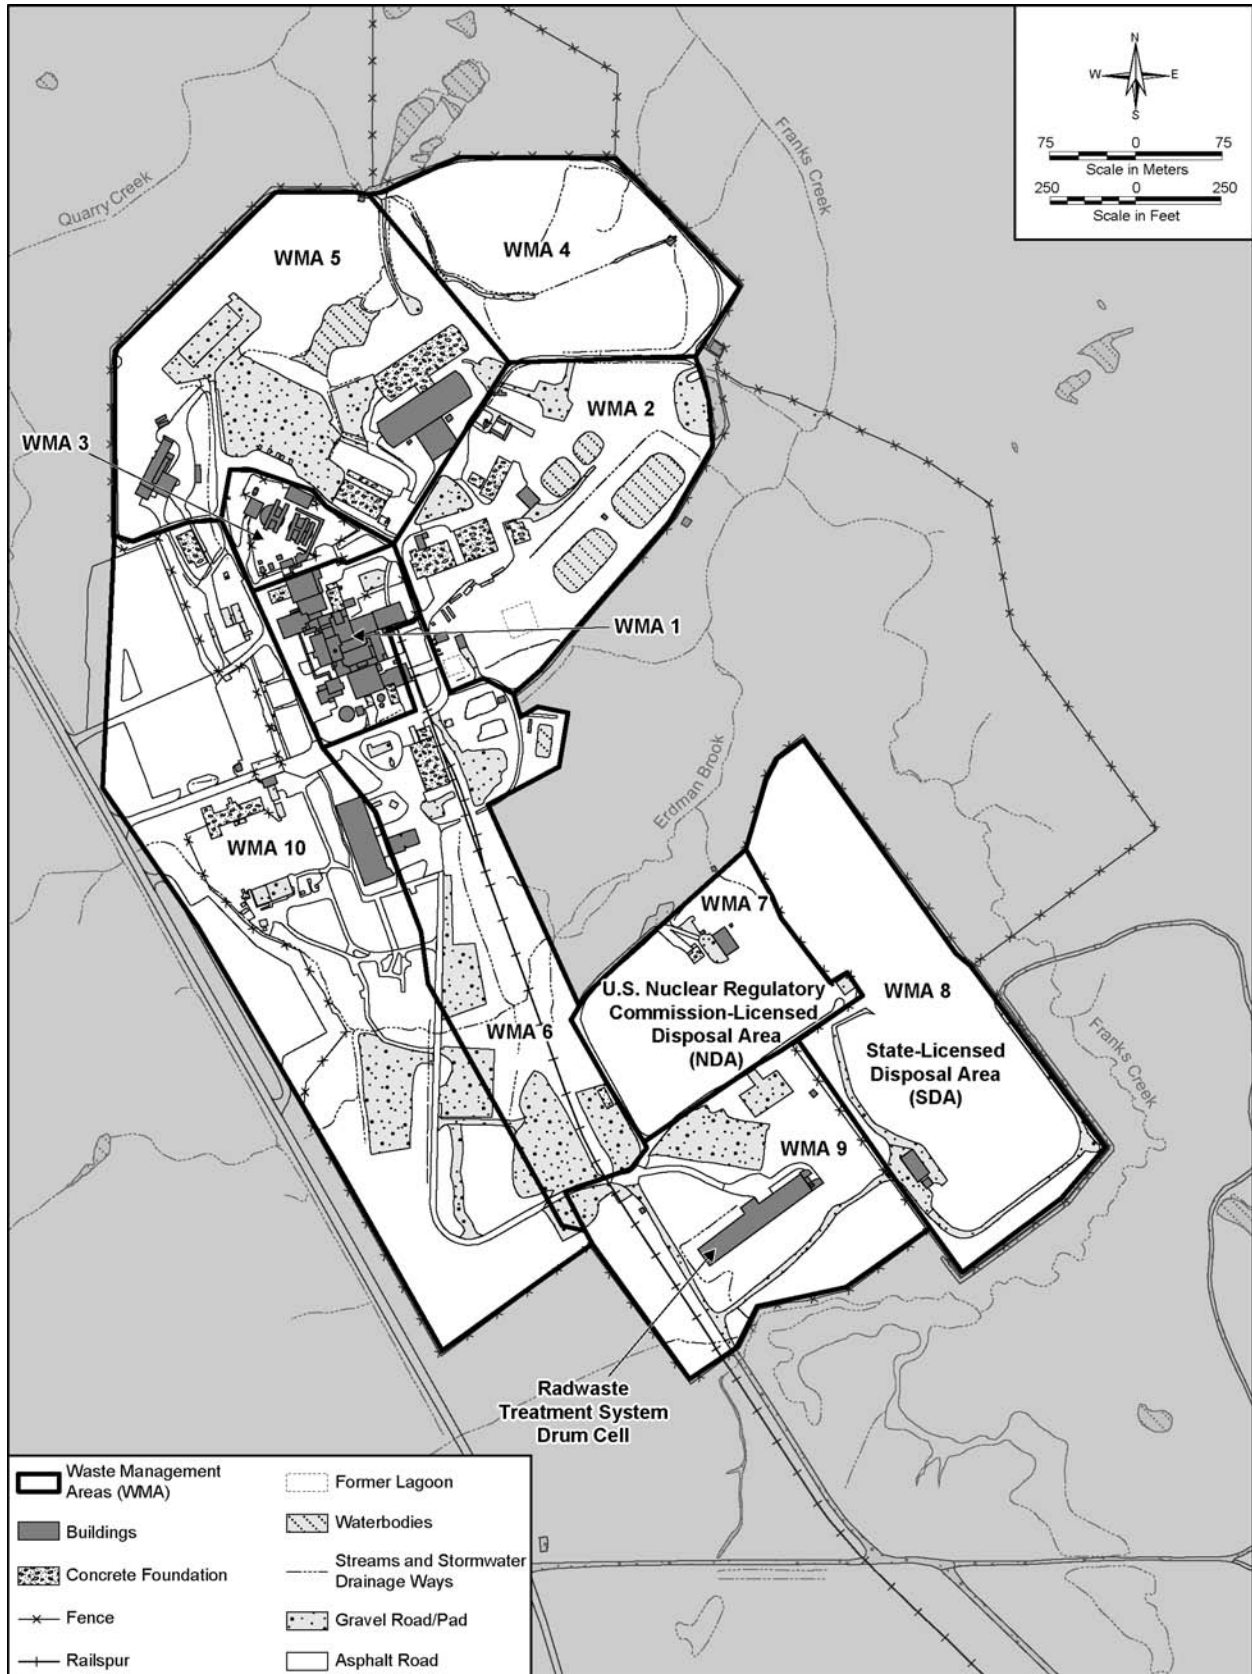 N
W
E
S
75
0
75
Scale in Meters
250
0
250
Scale in Feet
Franks Creek
Quarry Creek
WMA 5
WMA 4
WMA 2
WMA 3
WMA 1
Erdman Brook
WMA 10
WMA 7
U.S. Nuclear Regulatory
Commission-Licensed
Disposal Area
(NDA)
WMA 8
WMA 6
State-Licensed
Disposal Area
(SDA)
Franks Creek
WMA 9
Radwaste
Treatment System
Drum Cell
Waste Management
Areas (WMA)
Buildings
Concrete Foundation
Fence
Railspur
Former Lagoon
Waterbodies
Streams and Stormwater
Drainage Ways
Gravel Road/Pad
Asphalt Road